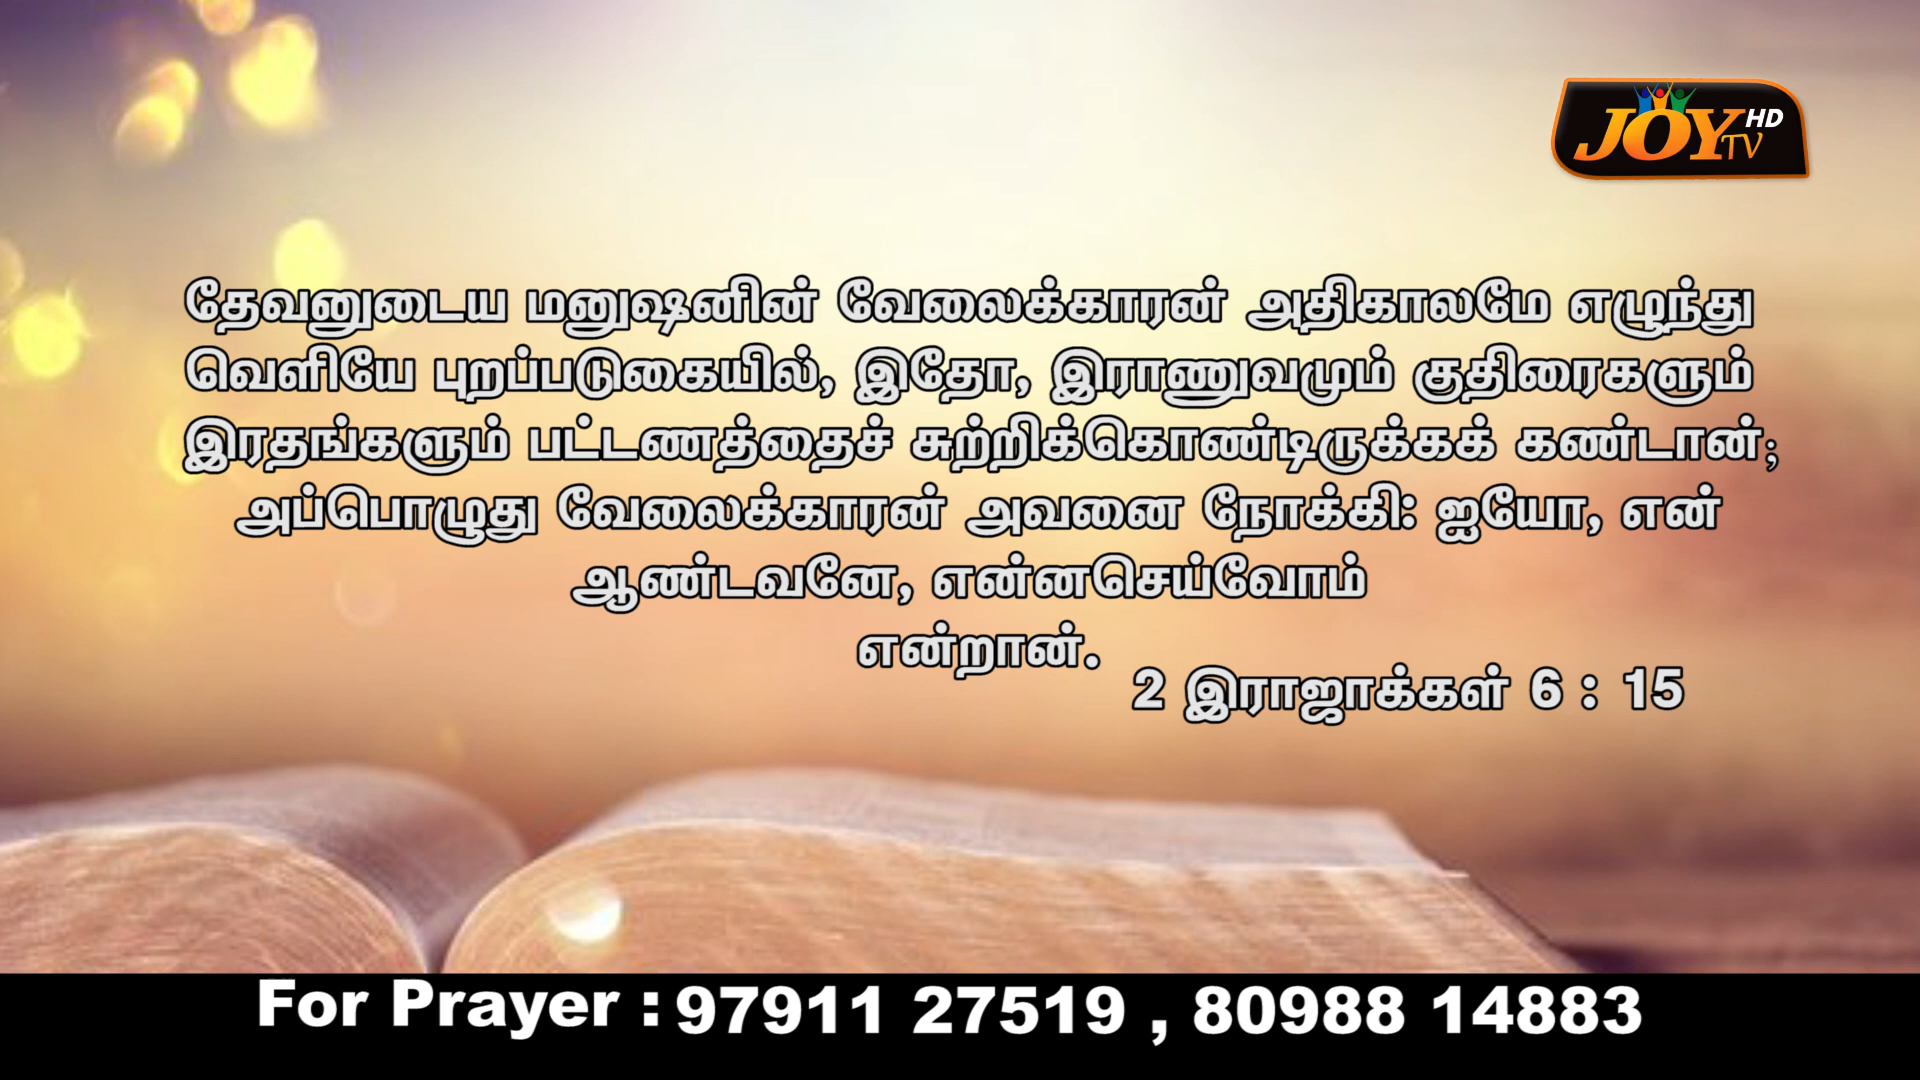 JOY HD
TV
தேவனுடைய மனுஷனின் வேலைக்காரன் அதிகாலமே எழுந்து
வெளியே புறப்படுகையில், இதோ, இராணுவமும் குதிரைகளும்
இரதங்களும் பட்டணத்தைச் சுற்றிக்கொண்டிருக்கக் கண்டான்;
அப்பொழுது வேலைக்காரன் அவனை நோக்கி: ஐயோ, என்
ஆண்டவனே, என்னசெய்வோம்
என்றான்.
2 இராஜாக்கள் 6 : 15
For Prayer : 97911 27519 , 80988 14883